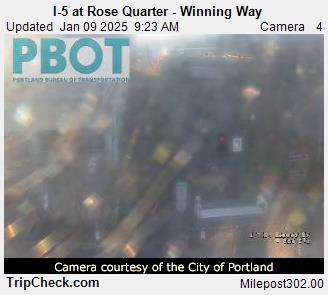 I-5 at Rose Quarter - Winning Way
Updated Jan 09 2025 9:23 AM Camera 4
PBOT
PORTLAND BUREAU OF TRANSPORTATION
Camera courtesy of the City of Portland
TripCheck.com Milepost302.00